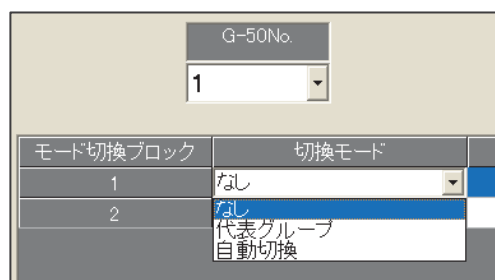 G-50No.
1
モード切換ブロック 切換モード
1 なし
2 なし
代表グループ
自動切換